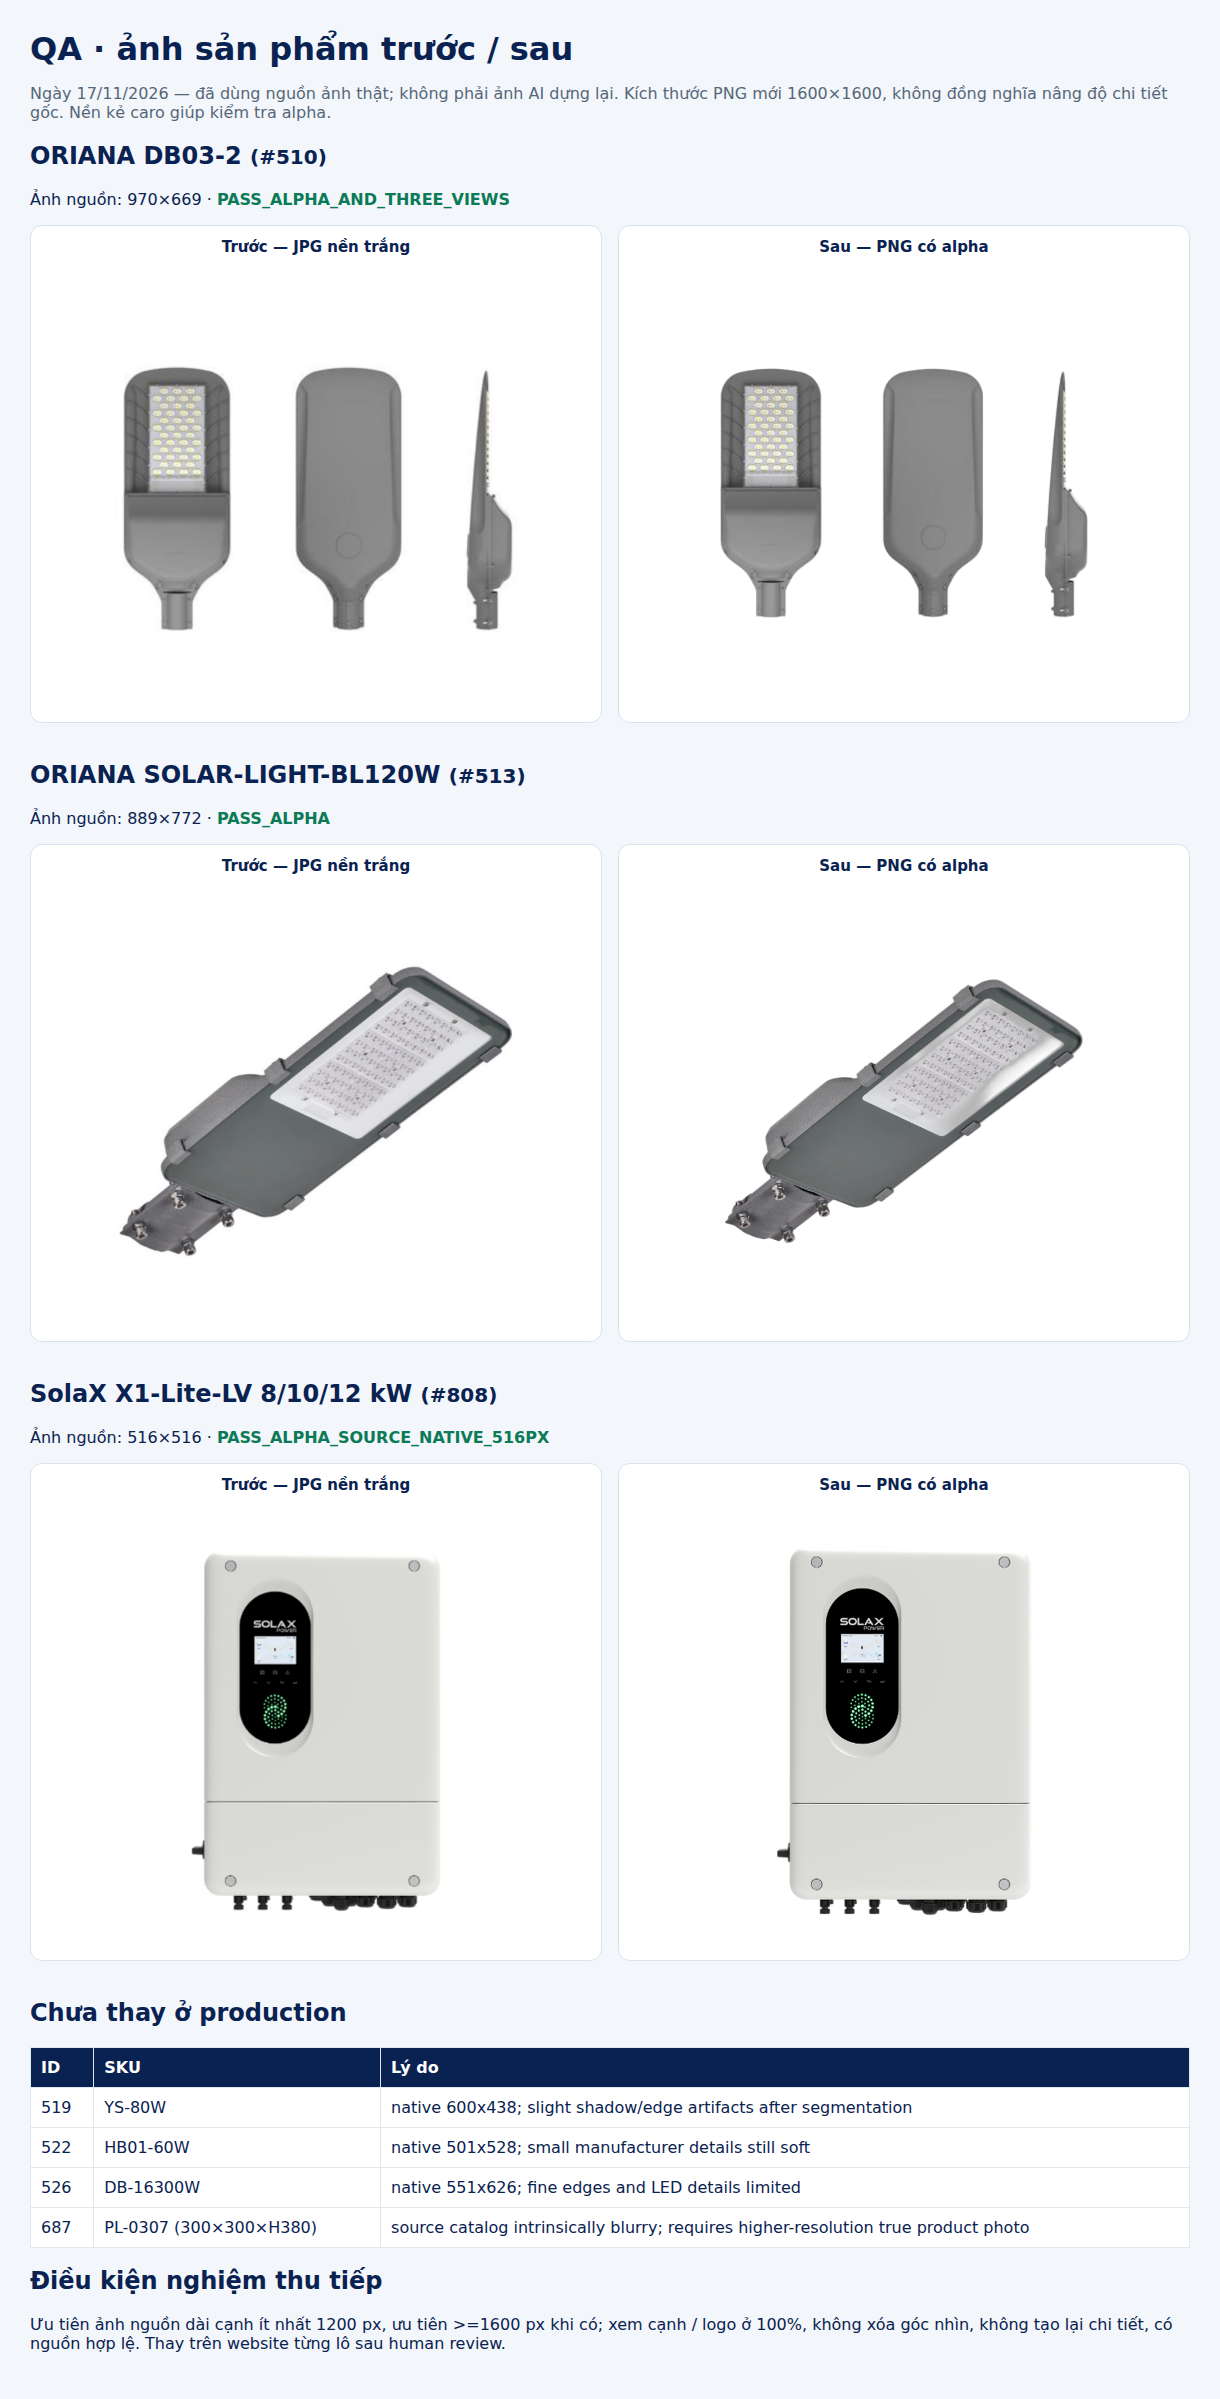 QA · ảnh sản phẩm trước / sau
Ngày 17/11/2026 — đã dùng nguồn ảnh thật; không phải ảnh AI dựng lại. Kích thước PNG mới 1600×1600, không đồng nghĩa nâng độ chi tiết
gốc. Nền kẻ caro giúp kiểm tra alpha.
ORIANA DB03-2 (#510)
Ảnh nguồn: 970×669 · PASS_ALPHA_AND_THREE_VIEWS
Trước — JPG nền trắng
Sau — PNG có alpha
ORIANA SOLAR-LIGHT-BL120W (#513)
Ảnh nguồn: 889×772 · PASS_ALPHA
Trước — JPG nền trắng
Sau — PNG có alpha
SolaX X1-Lite-LV 8/10/12 kW (#808)
Ảnh nguồn: 516×516 · PASS_ALPHA_SOURCE_NATIVE_516PX
Trước — JPG nền trắng
Sau — PNG có alpha
SOLAX
POWER
SOLAX
POWER
Chưa thay ở production
ID SKU Lý do
519 YS-80W native 600x438; slight shadow/edge artifacts after segmentation
522 HB01-60W native 501x528; small manufacturer details still soft
526 DB-16300W native 551x626; fine edges and LED details limited
687 PL-0307 (300×300×H380) source catalog intrinsically blurry; requires higher-resolution true product photo
Điều kiện nghiệm thu tiếp
Ưu tiên ảnh nguồn dài cạnh ít nhất 1200 px, ưu tiên >=1600 px khi có; xem cạnh / logo ở 100%, không xóa góc nhìn, không tạo lại chi tiết, có
nguồn hợp lệ. Thay trên website từng lô sau human review.